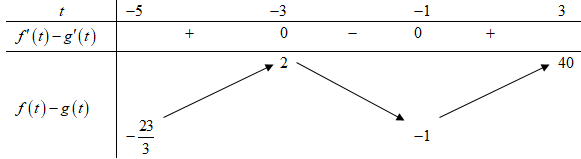 t −5 −3 −1 3
f′(t)−g′(t) + 0 − 0 +
2 40
f(t)−g(t)
−23/3 −1